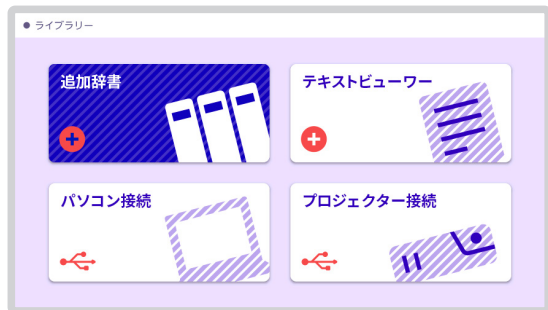 ライブラリー
追加辞書
テキストビューワー
パソコン接続
プロジェクター接続